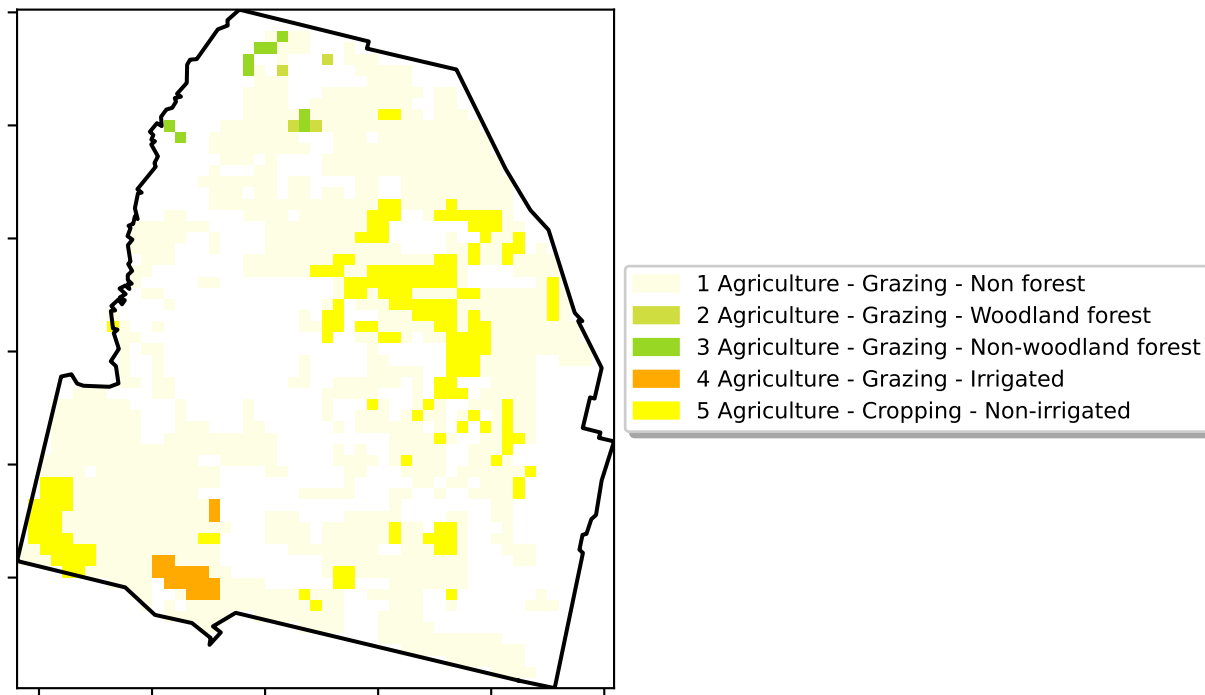 1 Agriculture - Grazing - Non forest
2 Agriculture - Grazing - Woodland forest
3 Agriculture - Grazing - Non-woodland forest
4 Agriculture - Grazing - Irrigated
5 Agriculture - Cropping - Non-irrigated